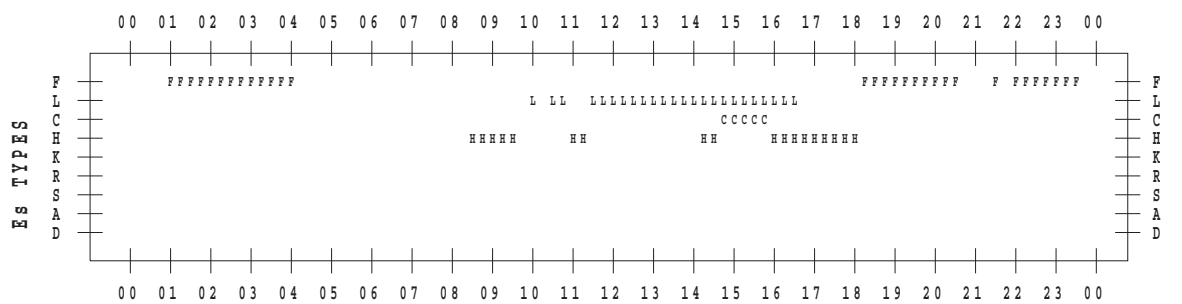 00 01 02 03 04 05 06 07 08 09 10 11 12 13 14 15 16 17 18 19 20 21 22 23 00
F FFFFFFFFFFFFF FFFFFFFFFF F FFFFFFF F
L L LL LLLLLLLLLLLLLLLLLLLLL L
C CCCCC C
H HHHHH HH HH HHHHHHHHH H
K K
R R
S S
A A
D D
Es TYPES
00 01 02 03 04 05 06 07 08 09 10 11 12 13 14 15 16 17 18 19 20 21 22 23 00